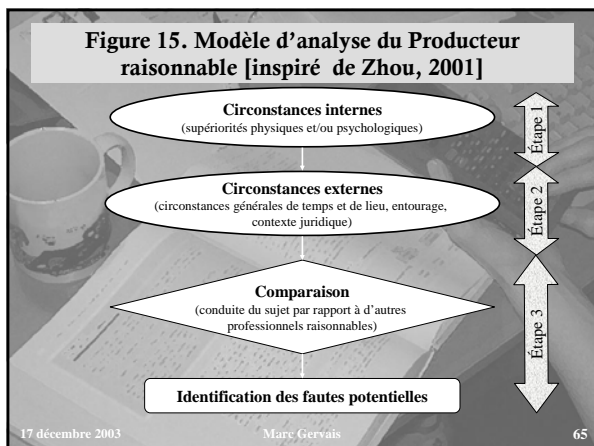 Figure 15. Modèle d'analyse du Producteur
raisonnable [inspiré de Zhou, 2001]
Circonstances internes
(supériorités physiques et/ou psychologiques)
Étape 1
Circonstances externes
(circonstances générales de temps et de lieu, entourage,
contexte juridique)
Étape 2
Comparaison
(conduite du sujet par rapport à d'autres
professionnels raisonnables)
Étape 3
Identification des fautes potentielles
17 décembre 2003 Marc Gervais 65